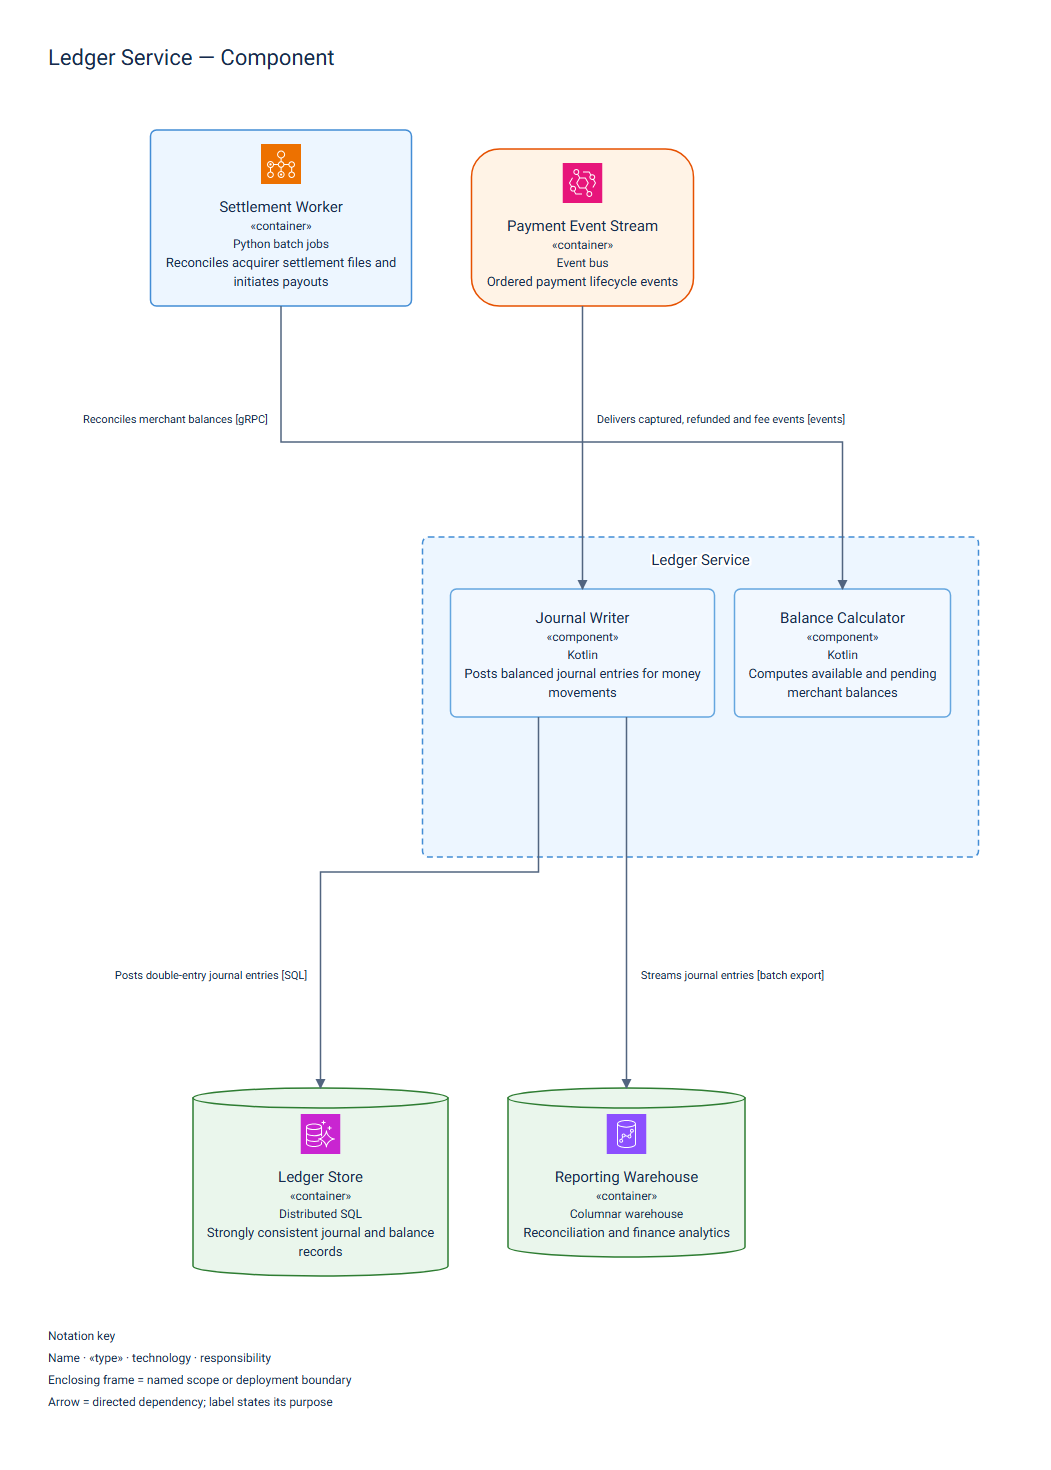 Ledger Service — Component
Settlement Worker
«container»
Python batch jobs
Reconciles acquirer settlement files and
initiates payouts
Payment Event Stream
«container»
Event bus
Ordered payment lifecycle events
Reconciles merchant balances [gRPC]
Delivers captured, refunded and fee events [events]
Ledger Service
Journal Writer
«component»
Kotlin
Posts balanced journal entries for money
movements
Balance Calculator
«component»
Kotlin
Computes available and pending
merchant balances
Posts double-entry journal entries [SQL]
Streams journal entries [batch export]
Ledger Store
«container»
Distributed SQL
Strongly consistent journal and balance
records
Reporting Warehouse
«container»
Columnar warehouse
Reconciliation and finance analytics
Notation key
Name · «type» · technology · responsibility
Enclosing frame = named scope or deployment boundary
Arrow = directed dependency; label states its purpose